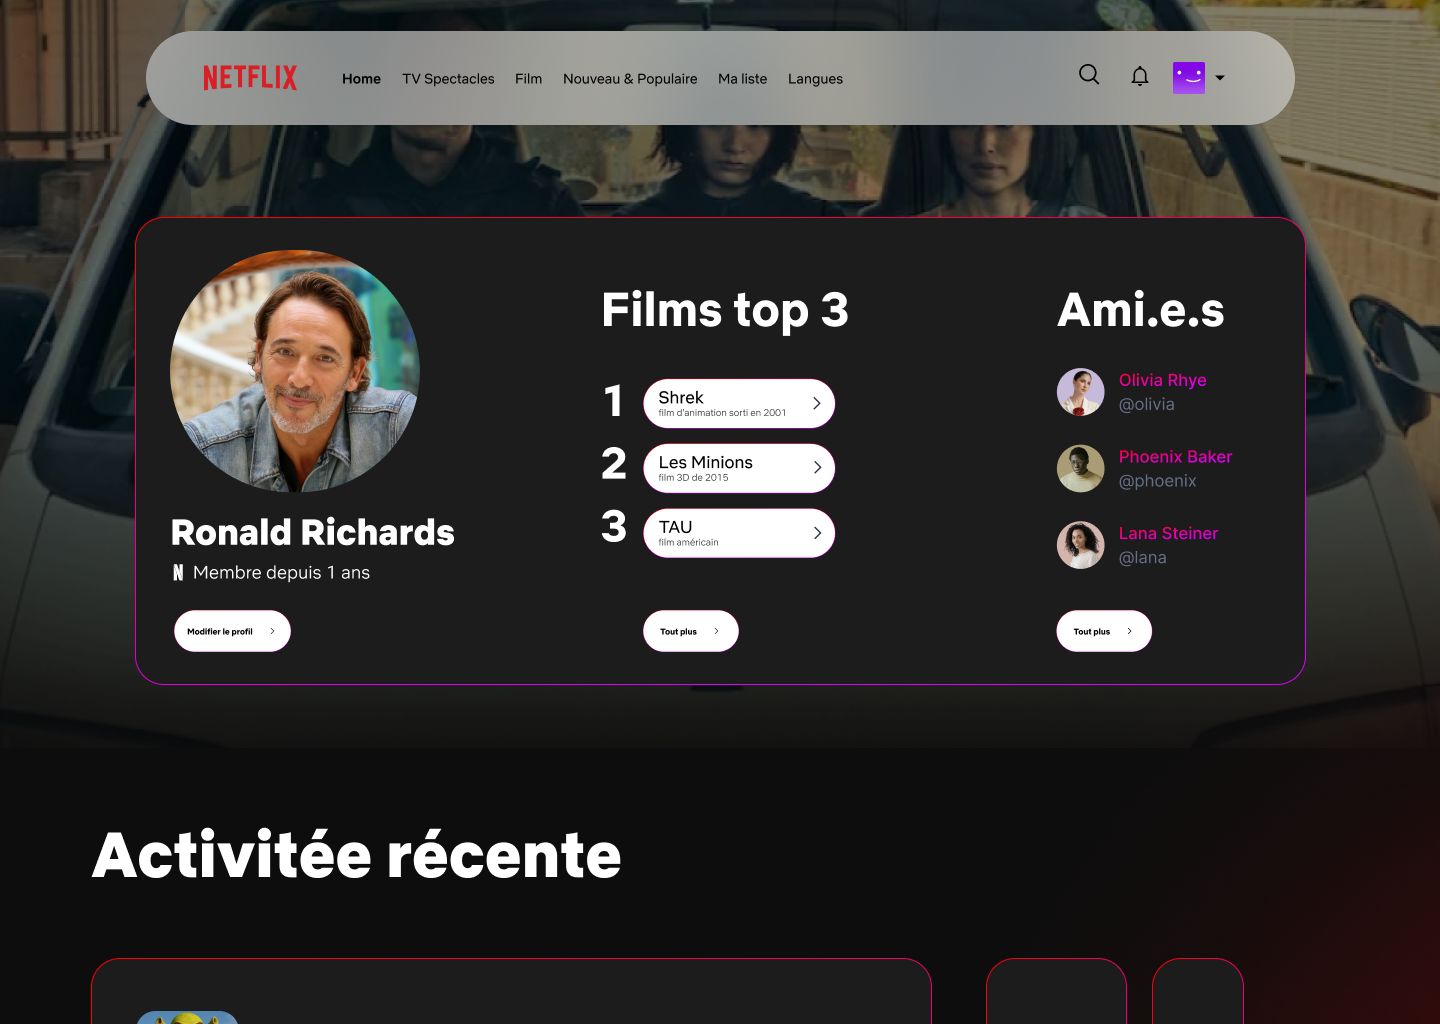 NETFLIX
Home TV Spectacles Film Nouveau & Populaire Ma liste Langues
Ronald Richards
N Membre depuis 1 ans
Modifier le profil
Films top 3
1 Shrek
film d'animation sorti en 2001
2 Les Minions
film 3D de 2015
3 TAU
film américain
Tout plus
Ami.e.s
Olivia Rhye
@olivia
Phoenix Baker
@phoenix
Lana Steiner
@lana
Tout plus
Activitée récente